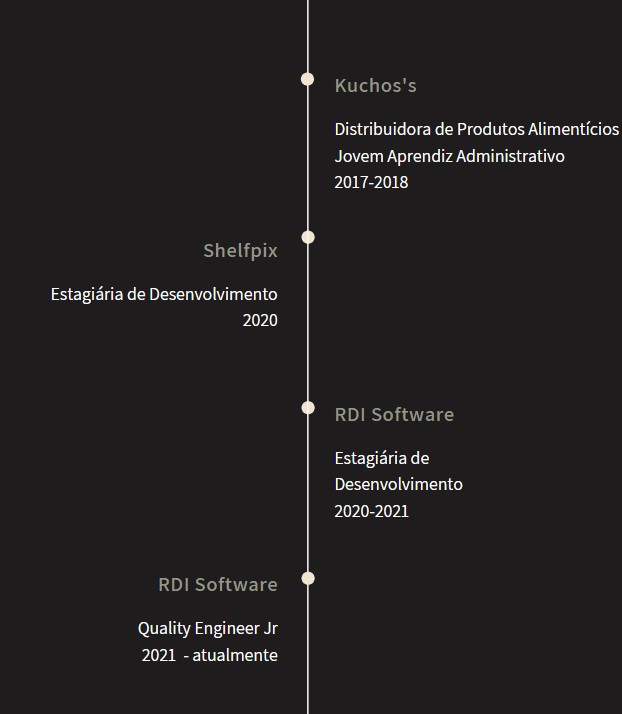 Kuchos's
Distribuidora de Produtos Alimentícios
Jovem Aprendiz Administrativo
2017-2018
Shelfpix
Estagiária de Desenvolvimento
2020
RDI Software
Estagiária de
Desenvolvimento
2020-2021
RDI Software
Quality Engineer Jr
2021 - atualmente